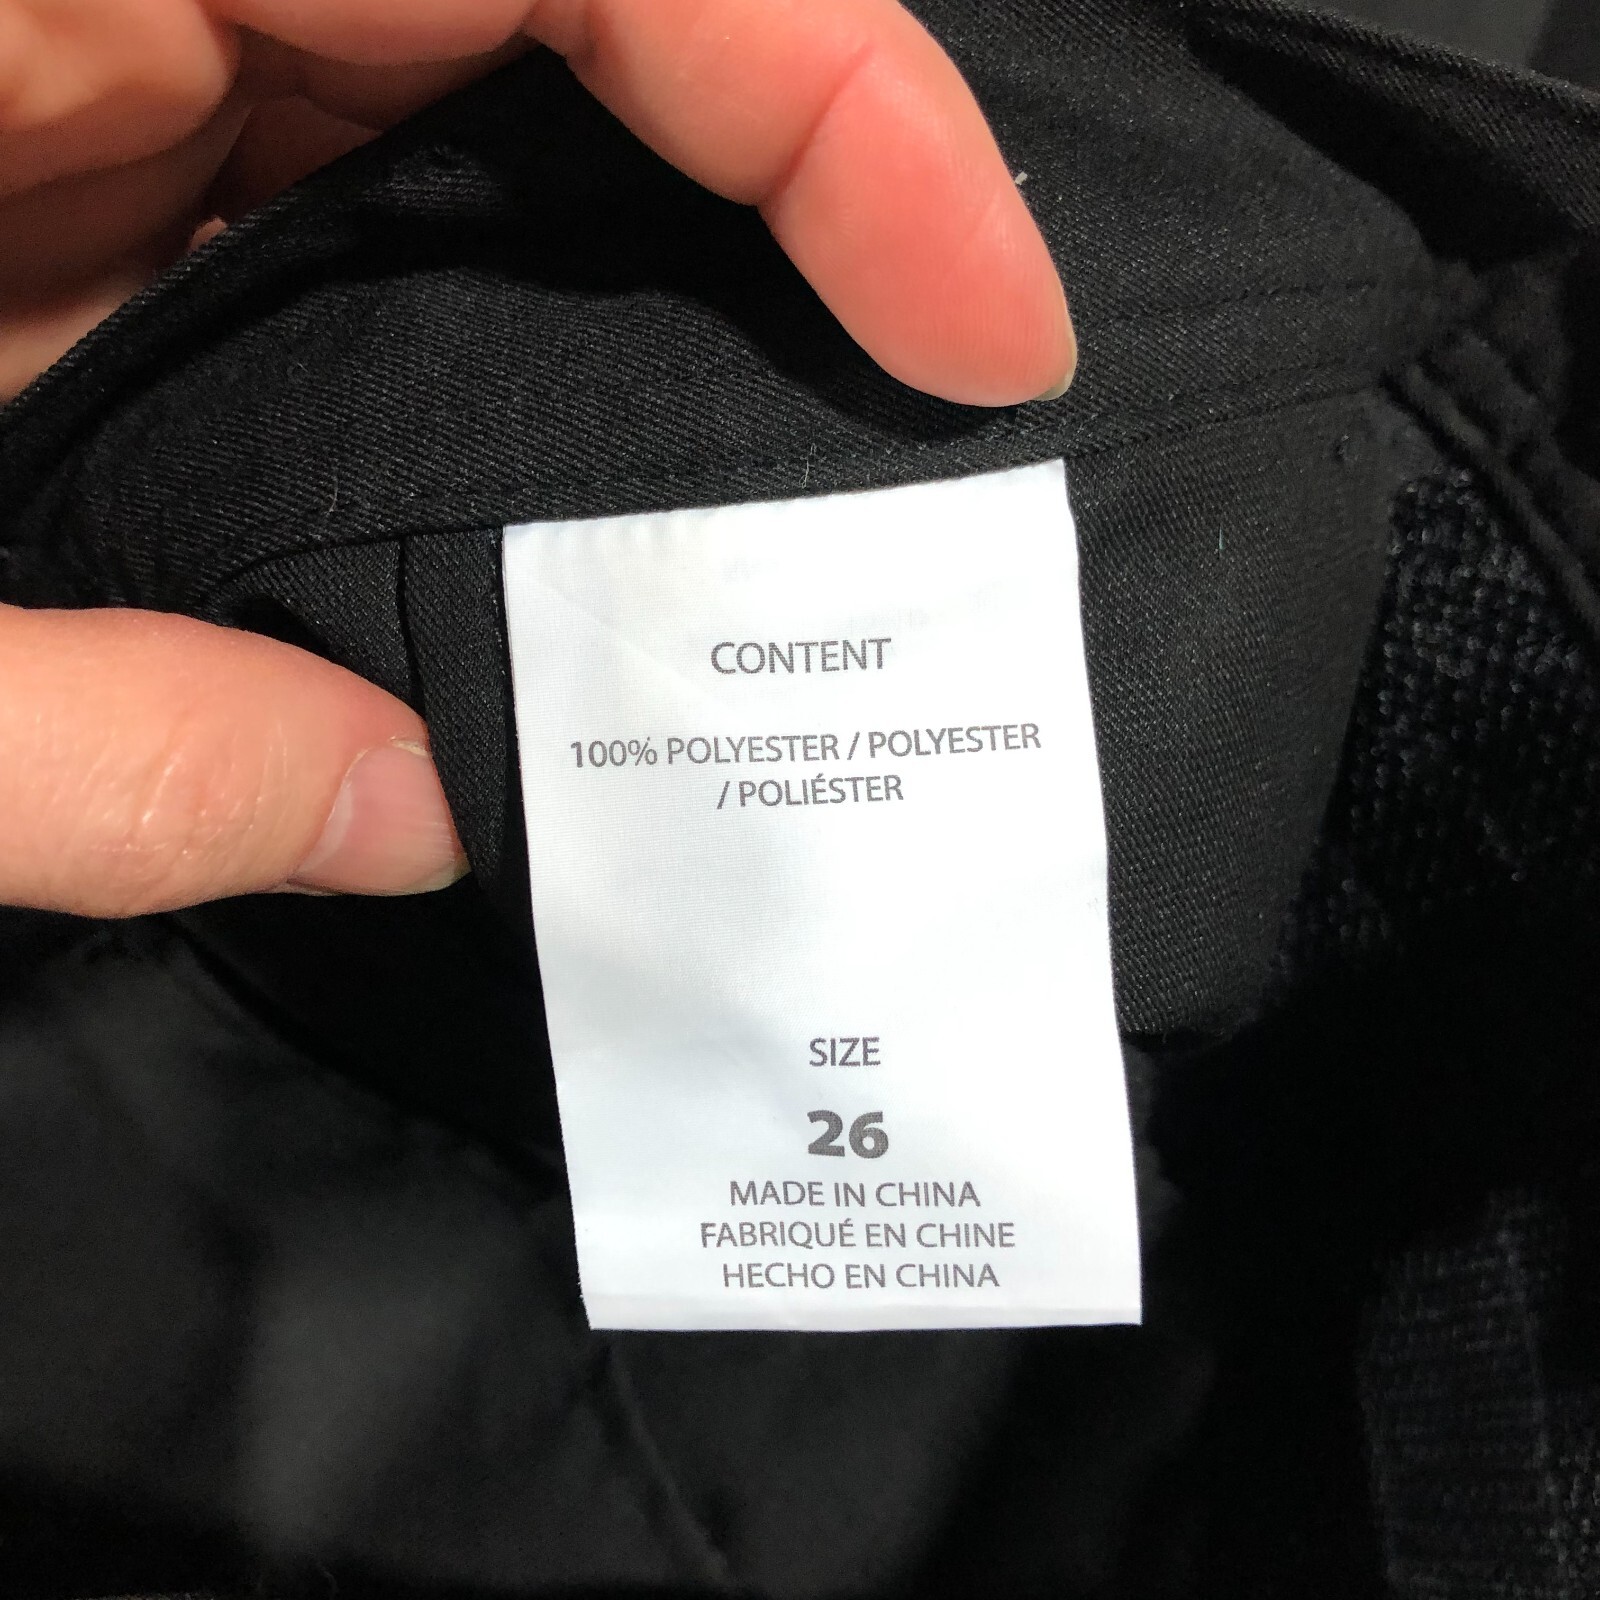 CONTENT
100% POLYESTER / POLYESTER
/ POLIÉSTER
SIZE
26
MADE IN CHINA
FABRIQUÉ EN CHINE
HECHO EN CHINA